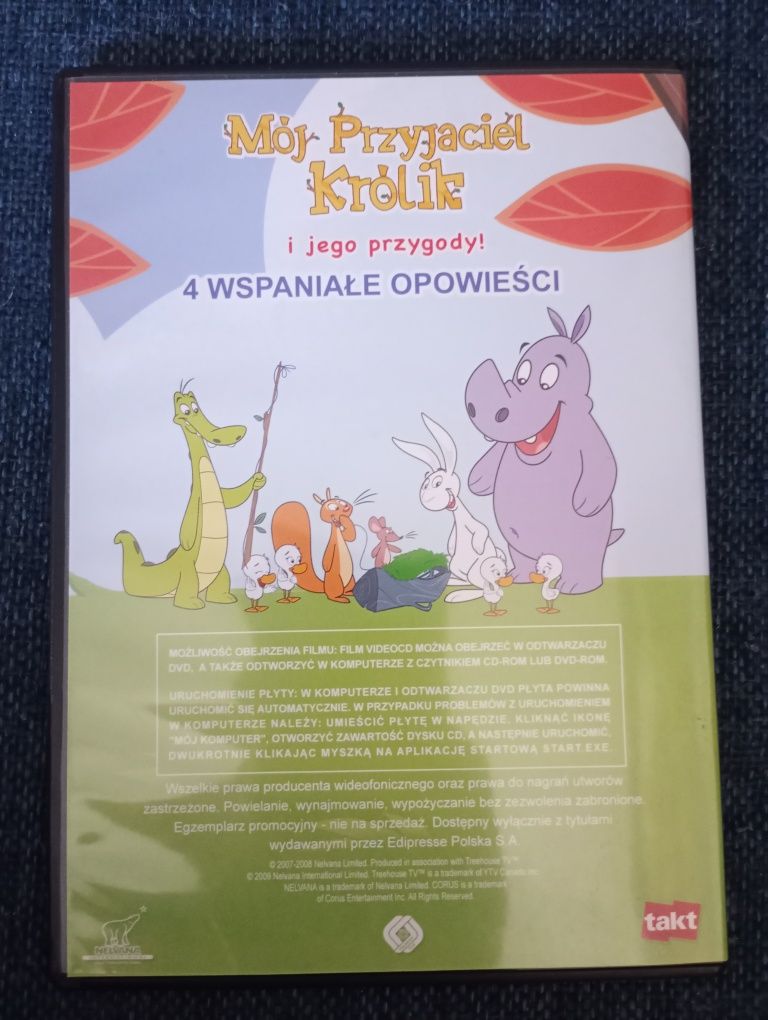 Mój Przyjaciel
Królik
i jego przygody!
4 WSPANIAŁE OPOWIEŚCI
MOŻLIWOŚĆ OBEJRZENIA FILMU: FILM VIDEOCD MOŻNA OBEJRZEĆ W ODTWARZACZU
DVD, A TAKŻE ODTWORZYĆ W KOMPUTERZE Z CZYTNIKIEM CD-ROM LUB DVD-ROM.
URUCHOMIENIE PŁYTY: W KOMPUTERZE I ODTWARZACZU DVD PŁYTA POWINNA
URUCHOMIĆ SIĘ AUTOMATYCZNIE. W PRZYPADKU PROBLEMÓW Z URUCHOMIENIEM
W KOMPUTERZE NALEŻY: UMIEŚCIĆ PŁYTĘ W NAPĘDZIE. KLIKNĄĆ IKONĘ
"MÓJ KOMPUTER", OTWORZYĆ ZAWARTOŚĆ DYSKU CD, A NASTĘPNIE URUCHOMIĆ,
DWUKROTNIE KLIKAJĄC MYSZKĄ NA APLIKACJĘ STARTOWĄ START.EXE.
Wszelkie prawa producenta wideofonicznego oraz prawa do nagrań utworów
zastrzeżone. Powielanie, wynajmowanie, wypożyczanie bez zezwolenia zabronione.
Egzemplarz promocyjny - nie na sprzedaż. Dostępny wyłącznie z tytułami
wydawanymi przez Edipresse Polska S.A.
© 2007-2008 Nelvana Limited. Produced in association with Treehouse TV™
© 2009 Nelvana International Limited. Treehouse TV™ is a trademark of YTV Canada, Inc.
NELVANA is a trademark of Nelvana Limited. CORUS is a trademark
of Corus Entertainment Inc. All Rights Reserved.
NELVANA
INTERNATIONAL
takt